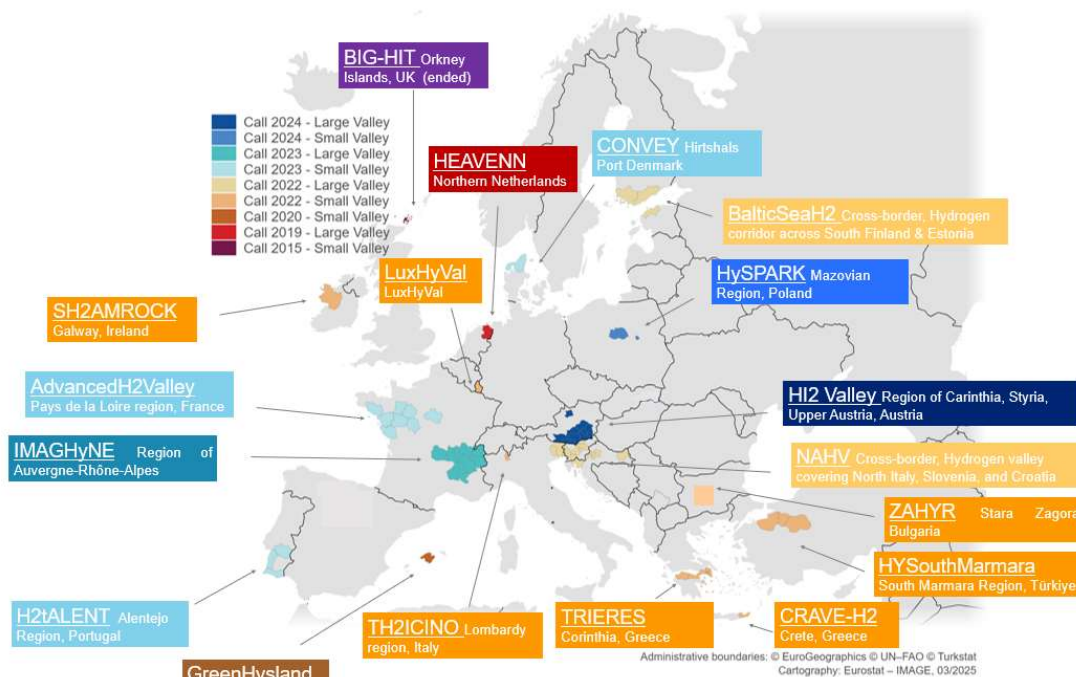 BIG-HIT Orkney
Islands, UK (ended)
Call 2024 - Large Valley
Call 2024 - Small Valley
Call 2023 - Large Valley
Call 2023 - Small Valley
Call 2022 - Large Valley
Call 2022 - Small Valley
Call 2020 - Small Valley
Call 2019 - Large Valley
Call 2015 - Small Valley
HEAVENN
Northern Netherlands
CONVEY Hirtshals
Port Denmark
BalticSeaH2 Cross-border, Hydrogen
corridor across South Finland & Estonia
LuxHyVal
LuxHyVal
HySPARK Mazovian
Region, Poland
SH2AMROCK
Galway, Ireland
AdvancedH2Valley
Pays de la Loire region, France
HI2 Valley Region of Carinthia, Styria,
Upper Austria, Austria
IMAGHyNE Region of
Auvergne-Rhône-Alpes
NAHV Cross-border, Hydrogen valley
covering North Italy, Slovenia, and Croatia
ZAHYR Stara Zagora
Bulgaria
HYSouthMarmara
South Marmara Region, Türkiye
H2tALENT Alentejo
Region, Portugal
TH2ICINO Lombardy
region, Italy
TRIERES
Corinthia, Greece
CRAVE-H2
Crete, Greece
GreenHysland
Administrative boundaries: © EuroGeographics © UN–FAO © Turkstat
Cartography: Eurostat – IMAGE, 03/2025